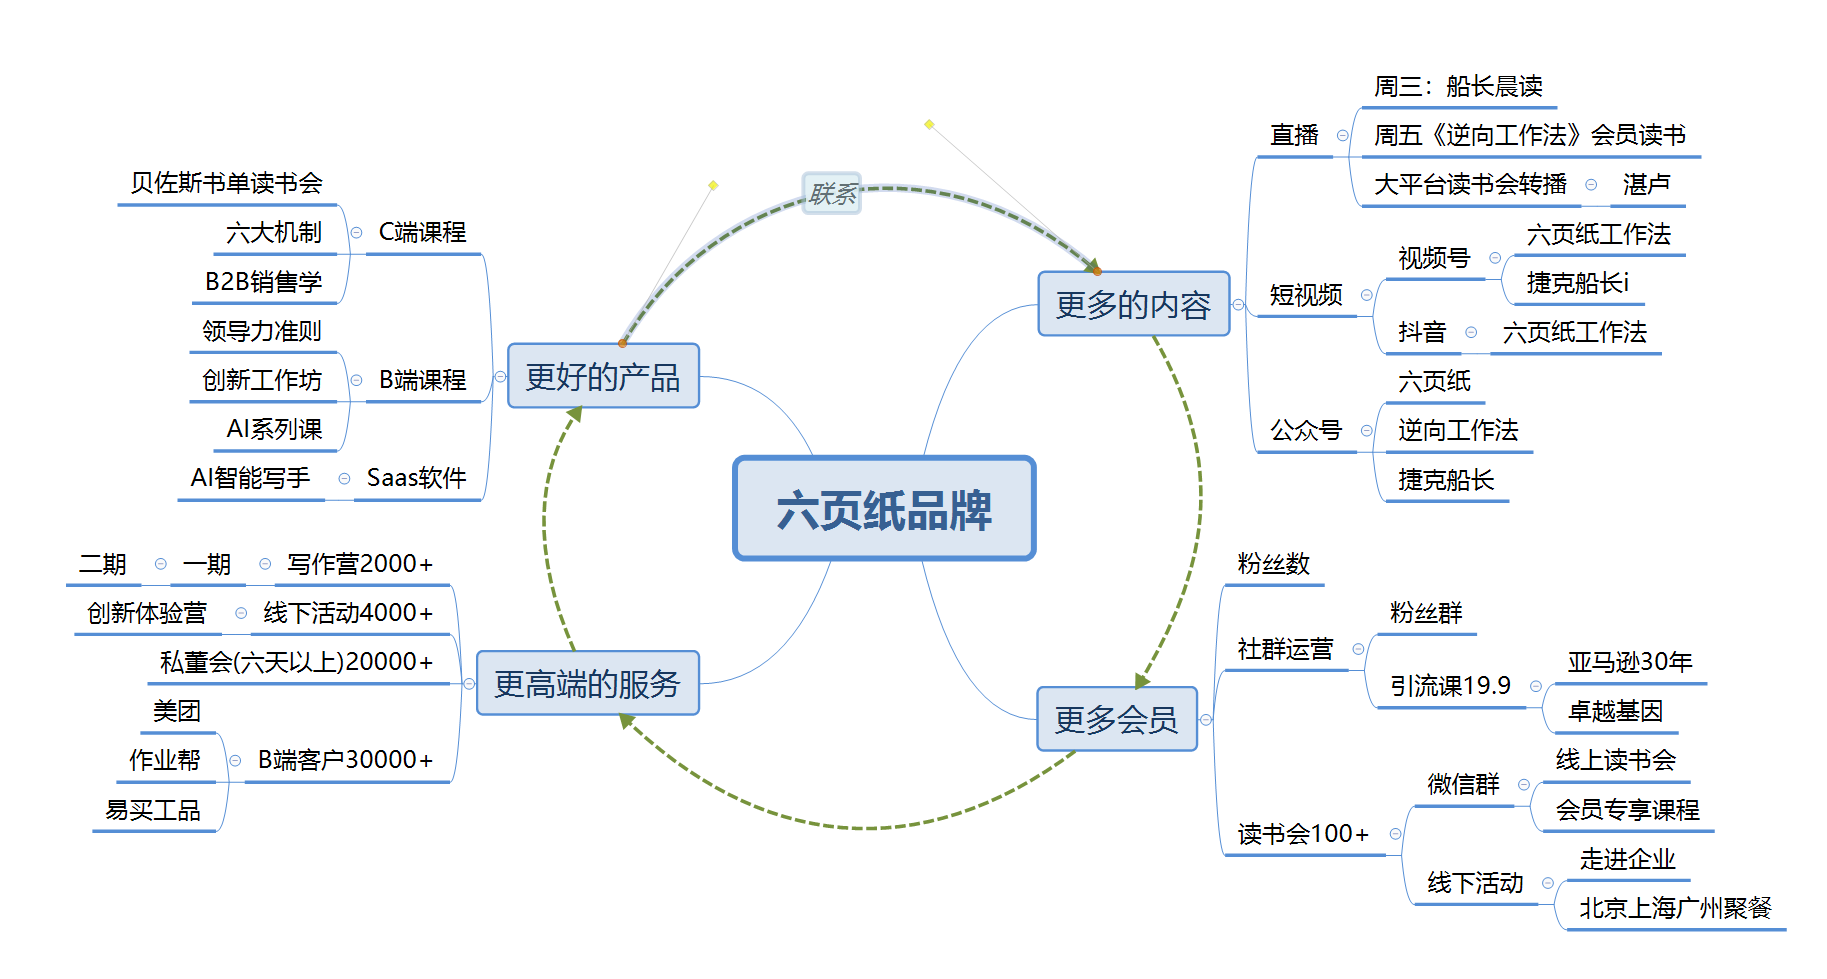 六页纸品牌
联系
更多的内容
直播
周三：船长晨读
周五《逆向工作法》会员读书
大平台读书会转播
湛卢
短视频
视频号
六页纸工作法
捷克船长i
抖音
六页纸工作法
公众号
六页纸
逆向工作法
捷克船长
更多会员
粉丝数
社群运营
粉丝群
引流课19.9
亚马逊30年
卓越基因
读书会100+
微信群
线上读书会
会员专享课程
线下活动
走进企业
北京上海广州聚餐
更高端的服务
写作营2000+
一期
二期
线下活动4000+
创新体验营
私董会(六天以上)20000+
B端客户30000+
美团
作业帮
易买工品
更好的产品
C端课程
贝佐斯书单读书会
六大机制
B2B销售学
B端课程
领导力准则
创新工作坊
AI系列课
Saas软件
AI智能写手